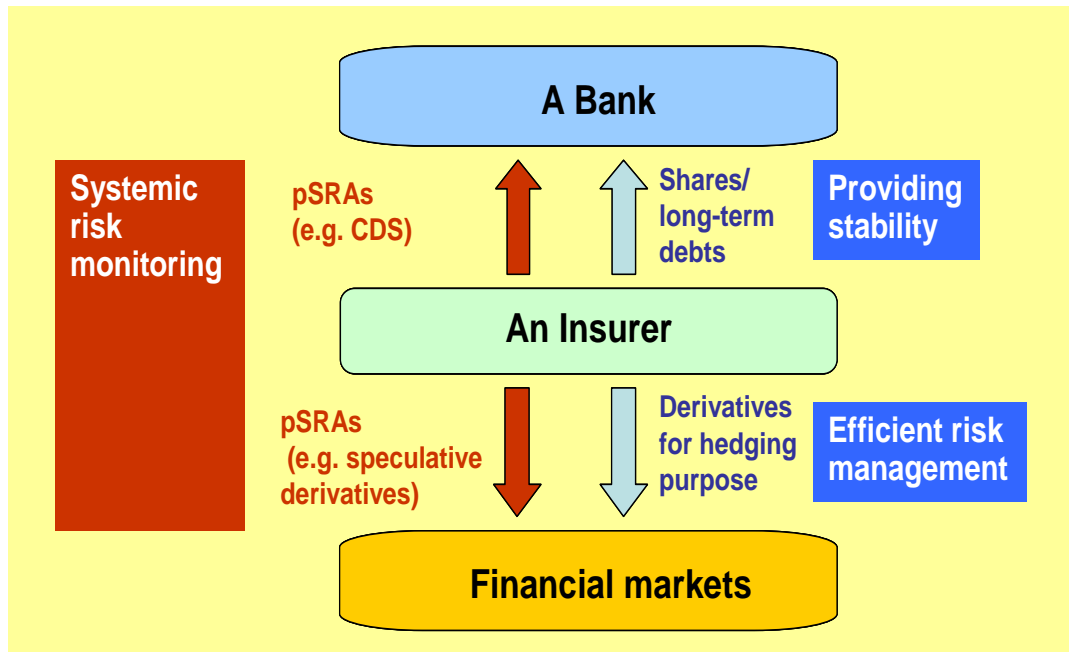 A Bank
Systemic
risk
monitoring
pSRAs
(e.g. CDS)
Shares/
long-term
debts
Providing
stability
An Insurer
pSRAs
(e.g. speculative
derivatives)
Derivatives
for hedging
purpose
Efficient risk
management
Financial markets